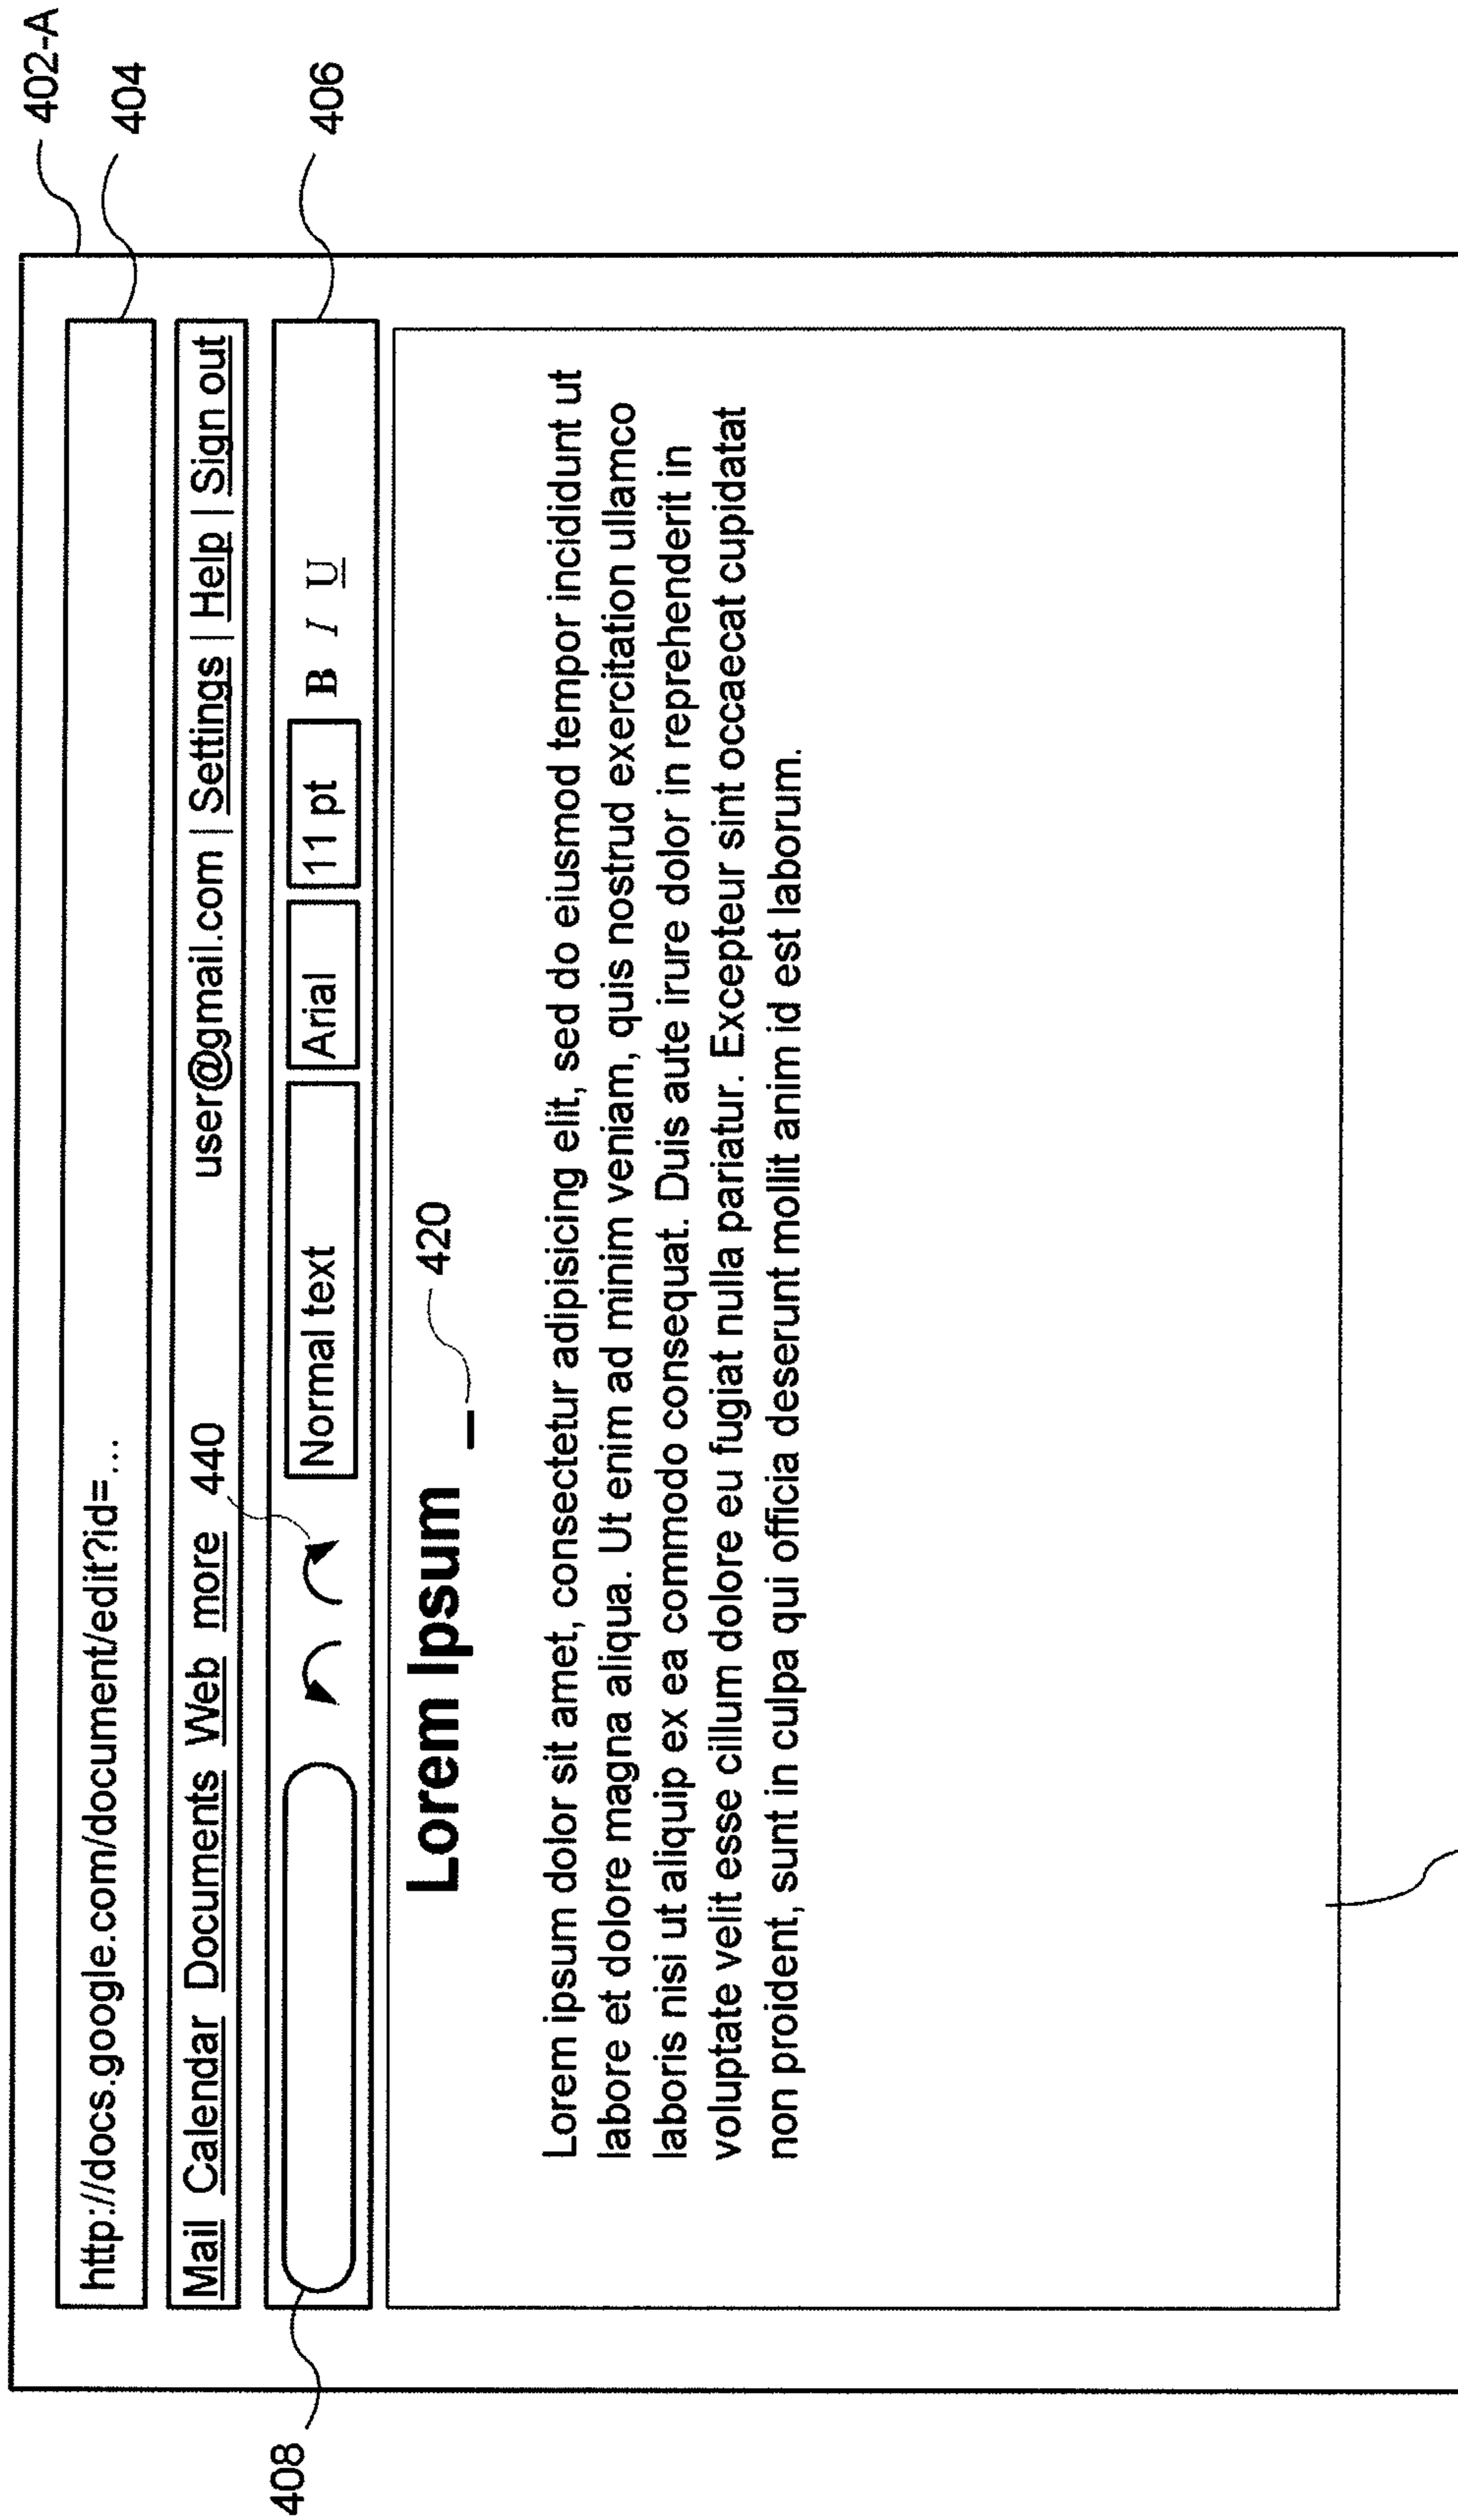 402-A
404
http://docs.google.com/document/edit?id=...
Mail Calendar Documents Web more 440 user@gmail.com | Settings | Help | Sign out
408
Normal text Arial 11 pt B I U
406
Lorem Ipsum _ 420
Lorem ipsum dolor sit amet, consectetur adipisicing elit, sed do eiusmod tempor incididunt ut
labore et dolore magna aliqua. Ut enim ad minim veniam, quis nostrud exercitation ullamco
laboris nisi ut aliquip ex ea commodo consequat. Duis aute irure dolor in reprehenderit in
voluptate velit esse cillum dolore eu fugiat nulla pariatur. Excepteur sint occaecat cupidatat
non proident, sunt in culpa qui officia deserunt mollit anim id est laborum.